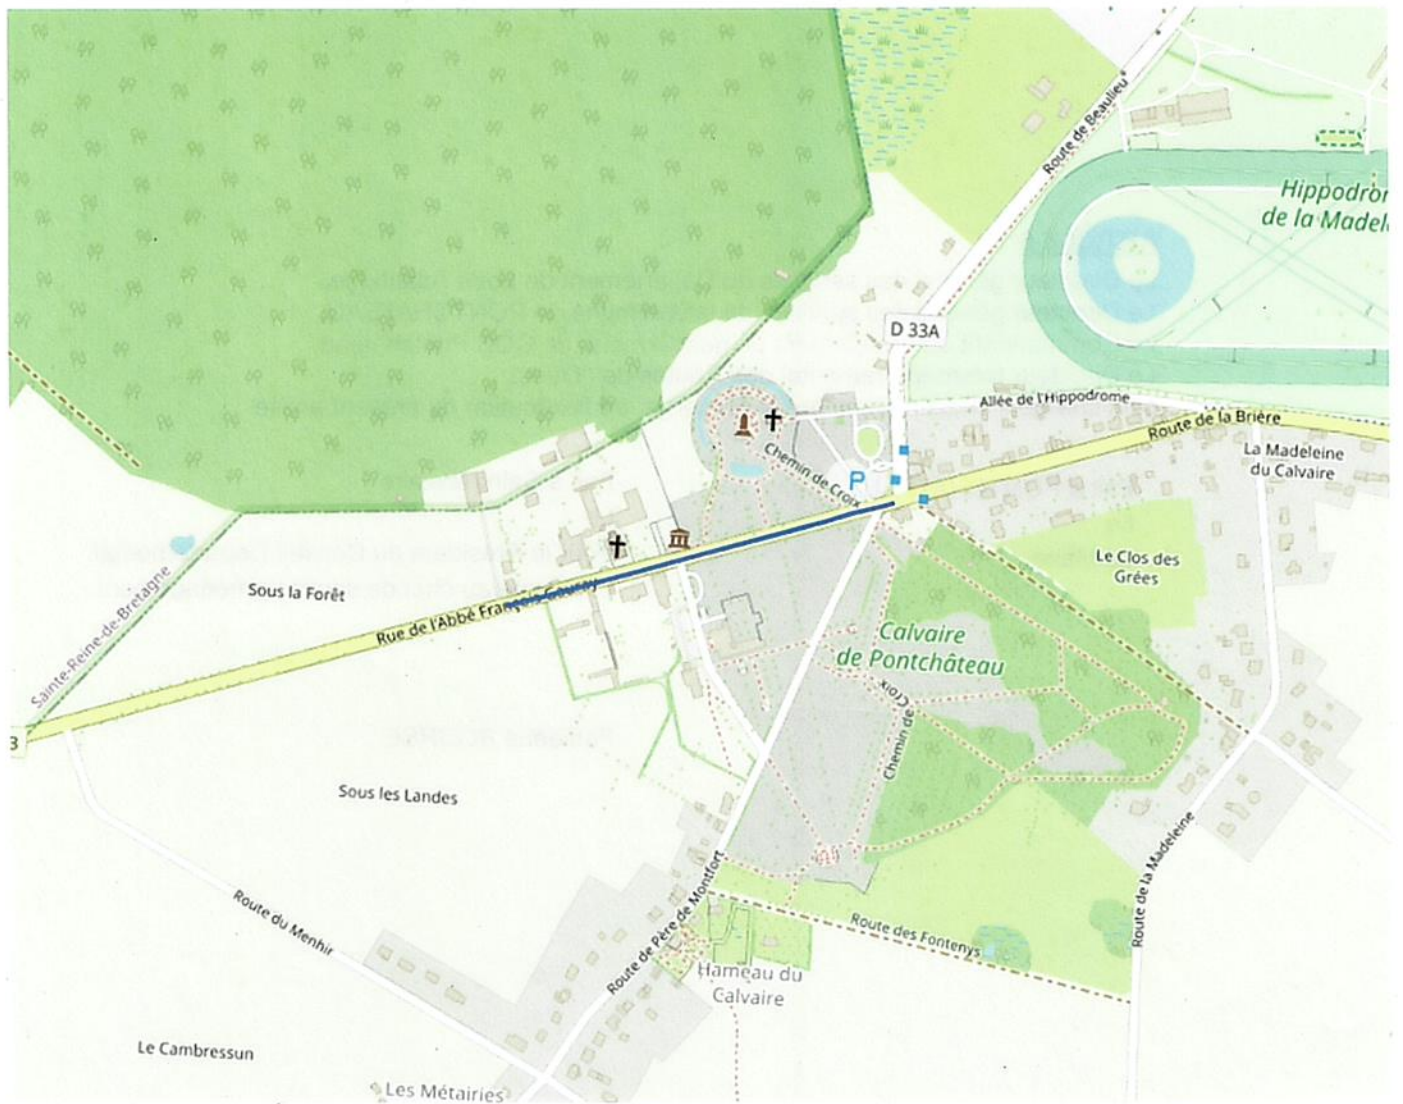 Route de Beaulieu
Hippodro
de la Madel
D 33A
Allée de l'Hippodrome
Route de la Brière
La Madeleine
du Calvaire
Chemin de Croix
P
Le Clos des
Grées
Sous la Forêt
Sainte-Reine-de-Bretagne
Rue de l'Abbé François Gouray
Calvaire
de Pontchâteau
Chemin de Croix
3
Sous les Landes
Route de la Madeleine
Route du Menhir
Route de Père de Montfort
Route des Fontenys
Hameau du
Calvaire
Le Cambressun
Les Métairies